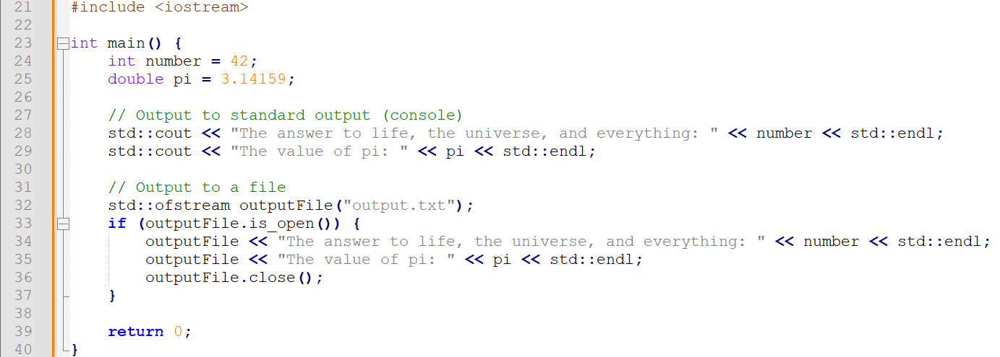 21 #include <iostream>
22
23 int main() {
24     int number = 42;
25     double pi = 3.14159;
26
27     // Output to standard output (console)
28     std::cout << "The answer to life, the universe, and everything: " << number << std::endl;
29     std::cout << "The value of pi: " << pi << std::endl;
30
31     // Output to a file
32     std::ofstream outputFile("output.txt");
33     if (outputFile.is_open()) {
34         outputFile << "The answer to life, the universe, and everything: " << number << std::endl;
35         outputFile << "The value of pi: " << pi << std::endl;
36         outputFile.close();
37     }
38
39     return 0;
40 }